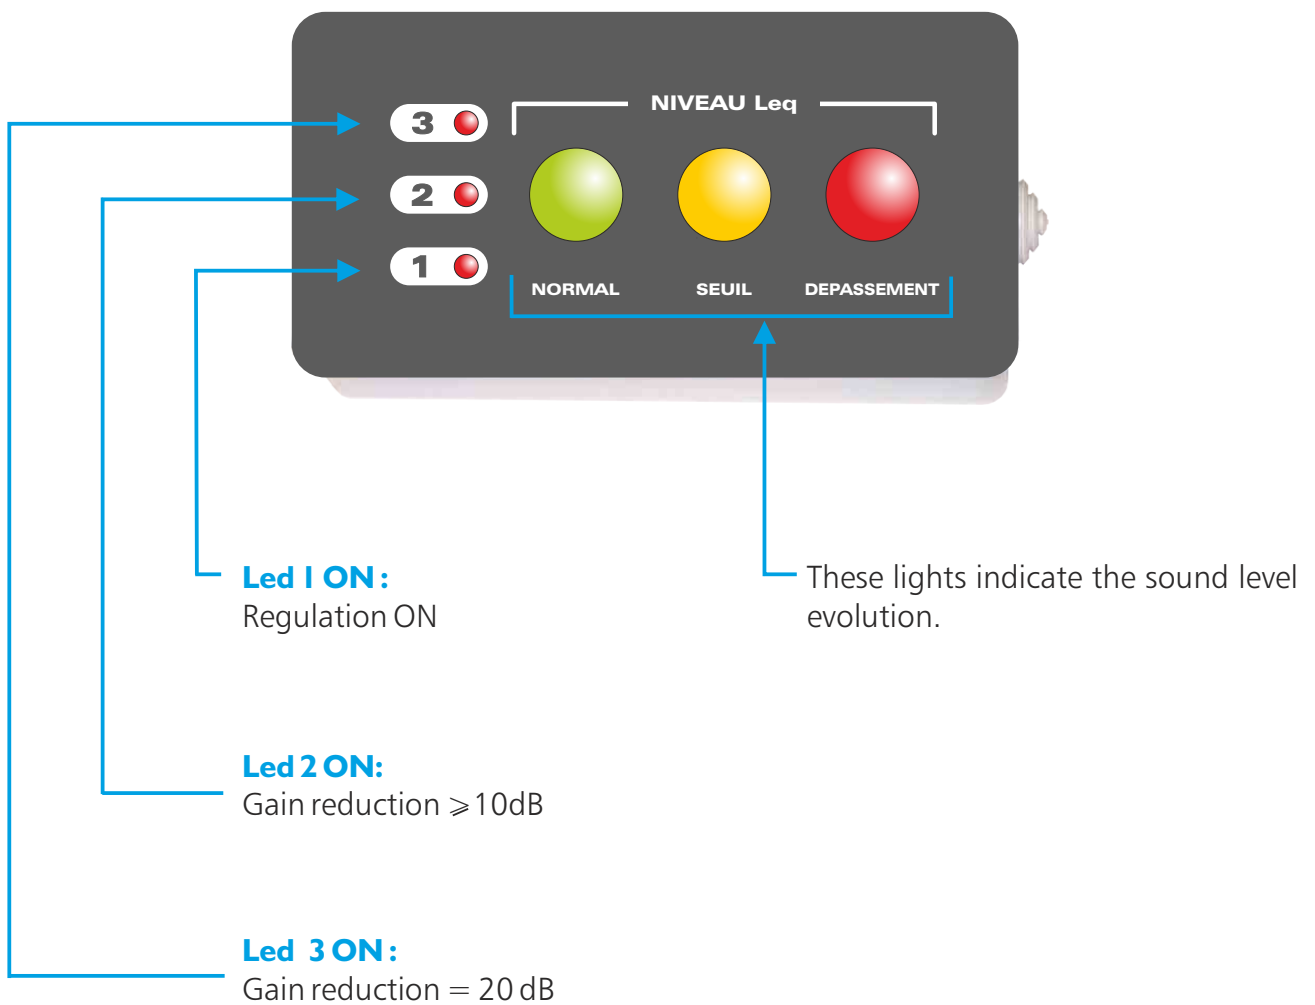 NIVEAU Leq
3
2
1
NORMAL SEUIL DEPASSEMENT
Led 1 ON :
Regulation ON
These lights indicate the sound level
evolution.
Led 2 ON:
Gain reduction ⩾ 10dB
Led 3 ON :
Gain reduction = 20 dB